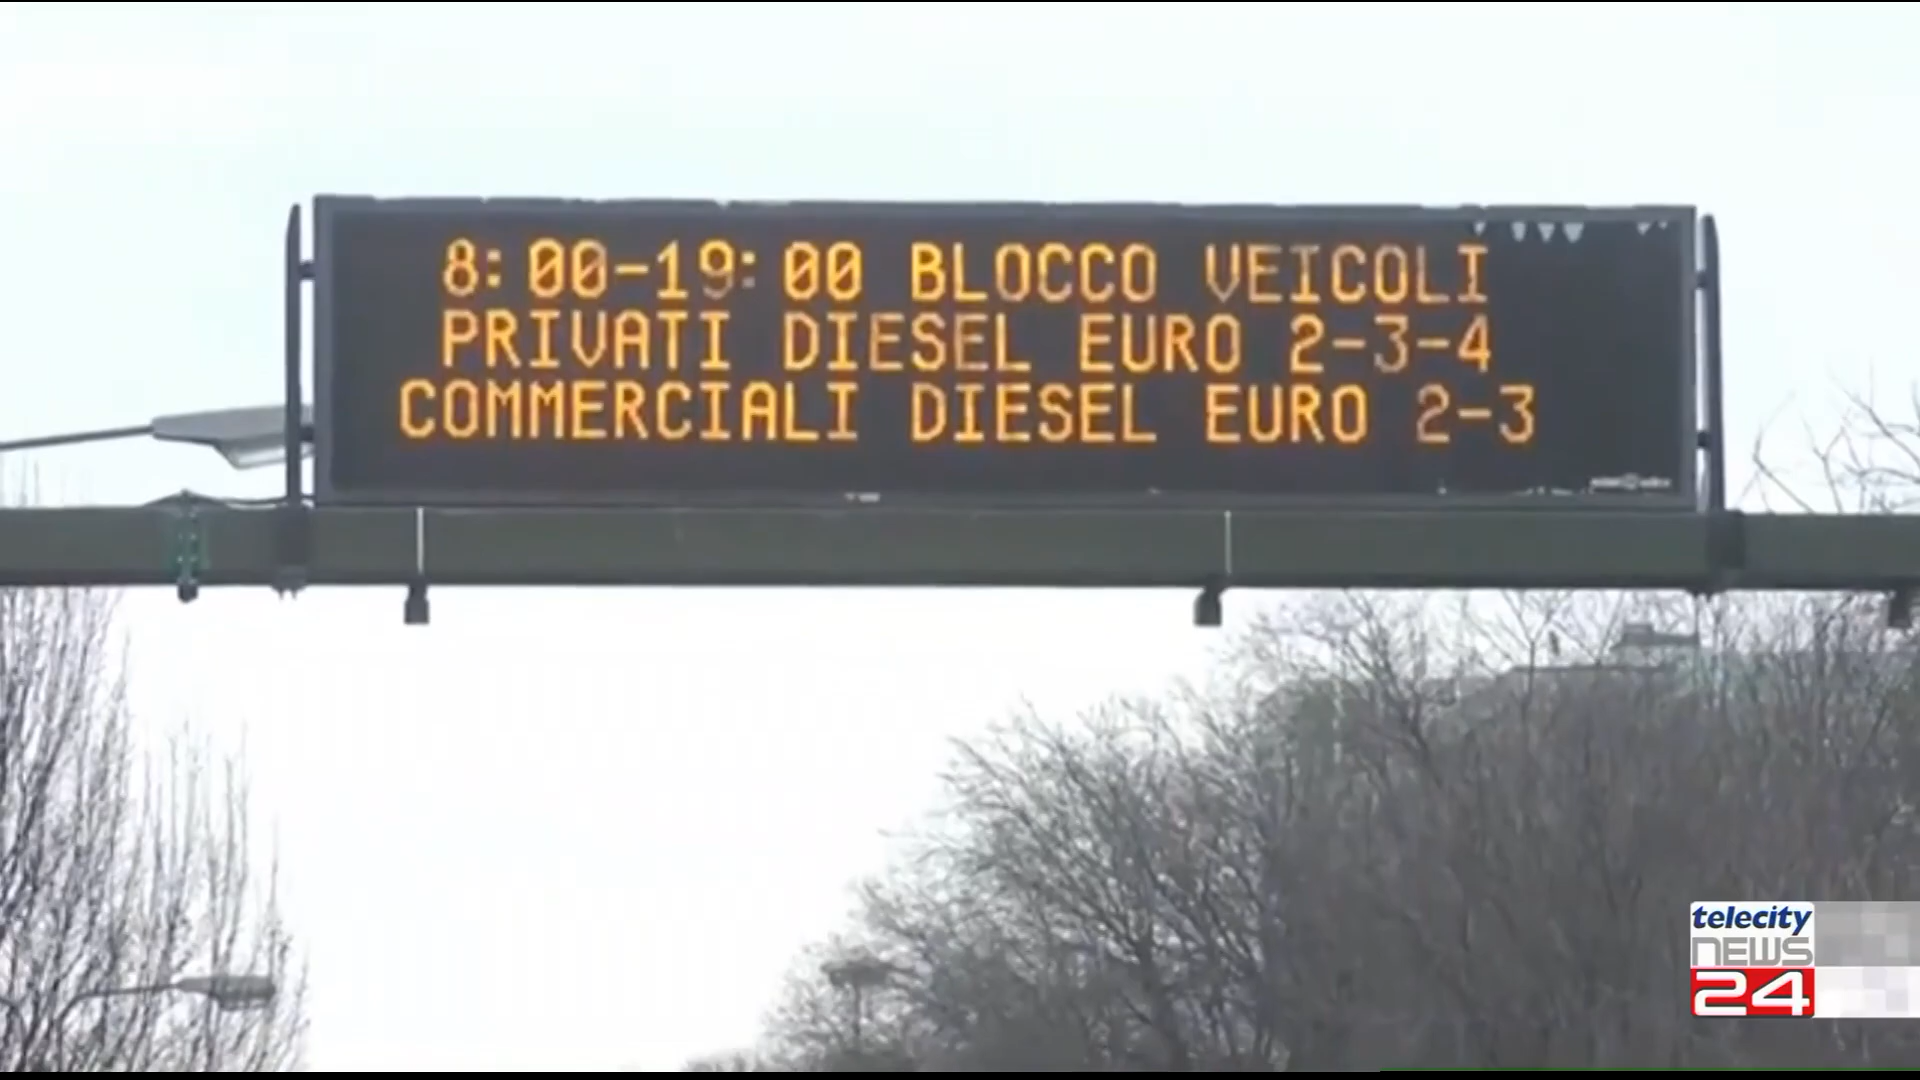 8:00-19:00 BLOCCO VEICOLI
PRIVATI DIESEL EURO 2-3-4
COMMERCIALI DIESEL EURO 2-3
telecity
NEWS
24